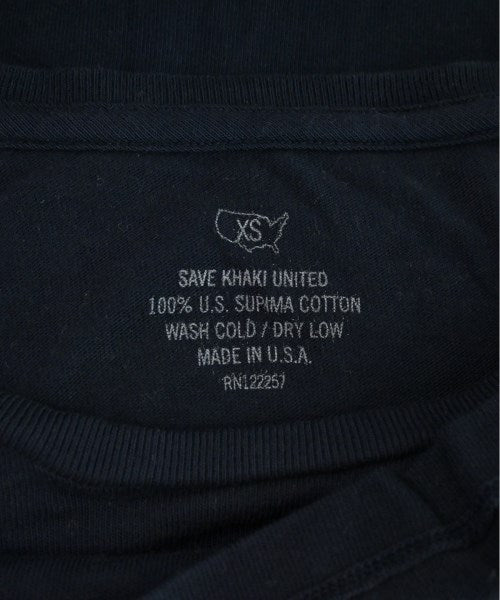 XS
SAVE KHAKI UNITED
100% U.S. SUPIMA COTTON
WASH COLD / DRY LOW
MADE IN U.S.A.
RN122257